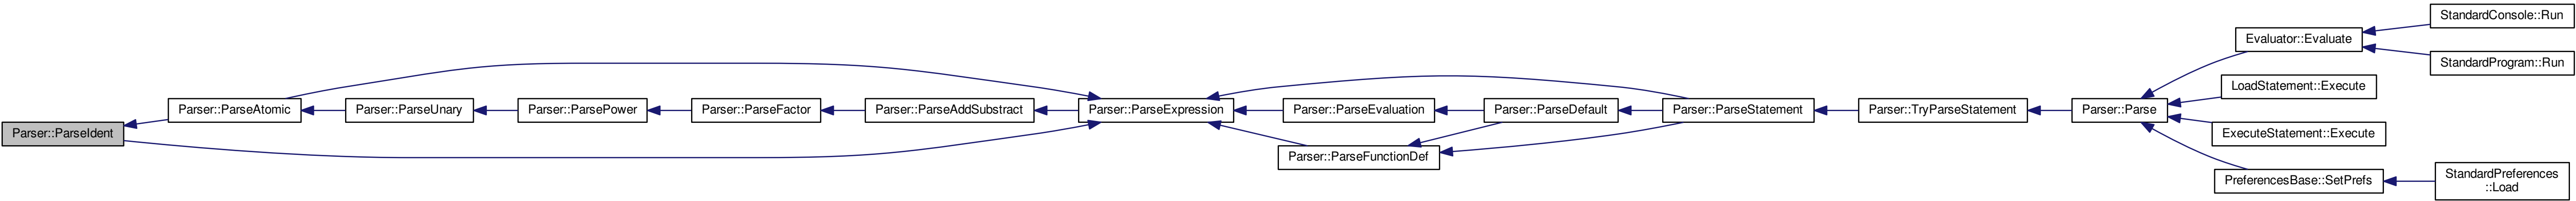 Parser::ParseIdent
Parser::ParseAtomic
Parser::ParseUnary
Parser::ParsePower
Parser::ParseFactor
Parser::ParseAddSubstract
Parser::ParseExpression
Parser::ParseEvaluation
Parser::ParseFunctionDef
Parser::ParseDefault
Parser::ParseStatement
Parser::TryParseStatement
Parser::Parse
Evaluator::Evaluate
StandardConsole::Run
StandardProgram::Run
LoadStatement::Execute
ExecuteStatement::Execute
PreferencesBase::SetPrefs
StandardPreferences
::Load